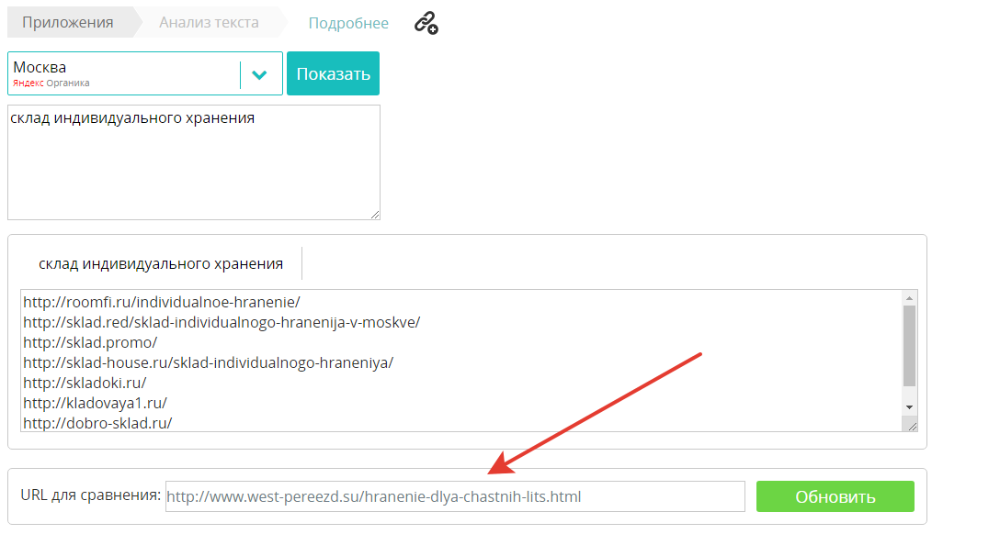 Приложения Анализ текста Подробнее
Москва
Яндекс Органика
Показать
склад индивидуального хранения
склад индивидуального хранения
http://roomfi.ru/individualnoe-hranenie/
http://sklad.red/sklad-individualnogo-hranenija-v-moskve/
http://sklad.promo/
http://sklad-house.ru/sklad-individualnogo-hraneniya/
http://skladoki.ru/
http://kladovaya1.ru/
http://dobro-sklad.ru/
URL для сравнения: http://www.west-pereezd.su/hranenie-dlya-chastnih-lits.html Обновить